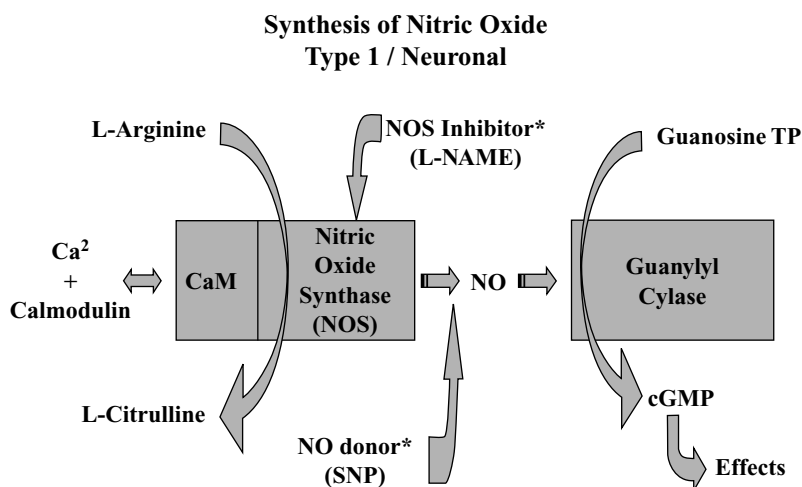 Synthesis of Nitric Oxide
Type 1 / Neuronal
L-Arginine
NOS Inhibitor*
(L-NAME)
Guanosine TP
Ca²
+
Calmodulin
CaM
Nitric
Oxide
Synthase
(NOS)
NO
Guanylyl
Cylase
L-Citrulline
NO donor*
(SNP)
cGMP
Effects